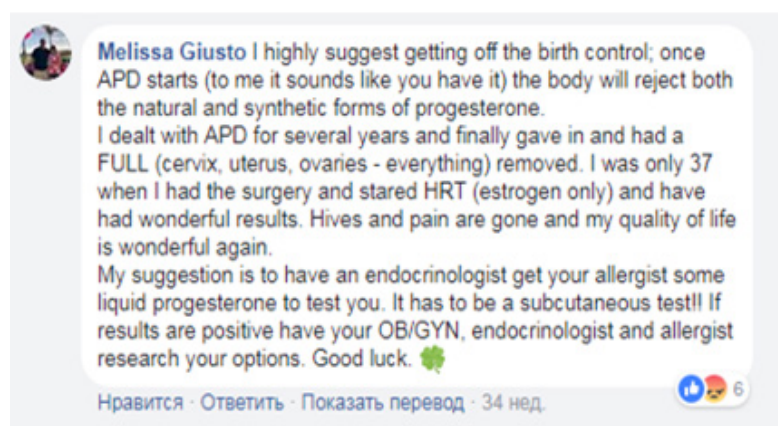 Melissa Giusto I highly suggest getting off the birth control; once
APD starts (to me it sounds like you have it) the body will reject both
the natural and synthetic forms of progesterone.
I dealt with APD for several years and finally gave in and had a
FULL (cervix, uterus, ovaries - everything) removed. I was only 37
when I had the surgery and stared HRT (estrogen only) and have
had wonderful results. Hives and pain are gone and my quality of life
is wonderful again.
My suggestion is to have an endocrinologist get your allergist some
liquid progesterone to test you. It has to be a subcutaneous test!! If
results are positive have your OB/GYN, endocrinologist and allergist
research your options. Good luck. 🍀
Нравится · Ответить · Показать перевод · 34 нед.
6